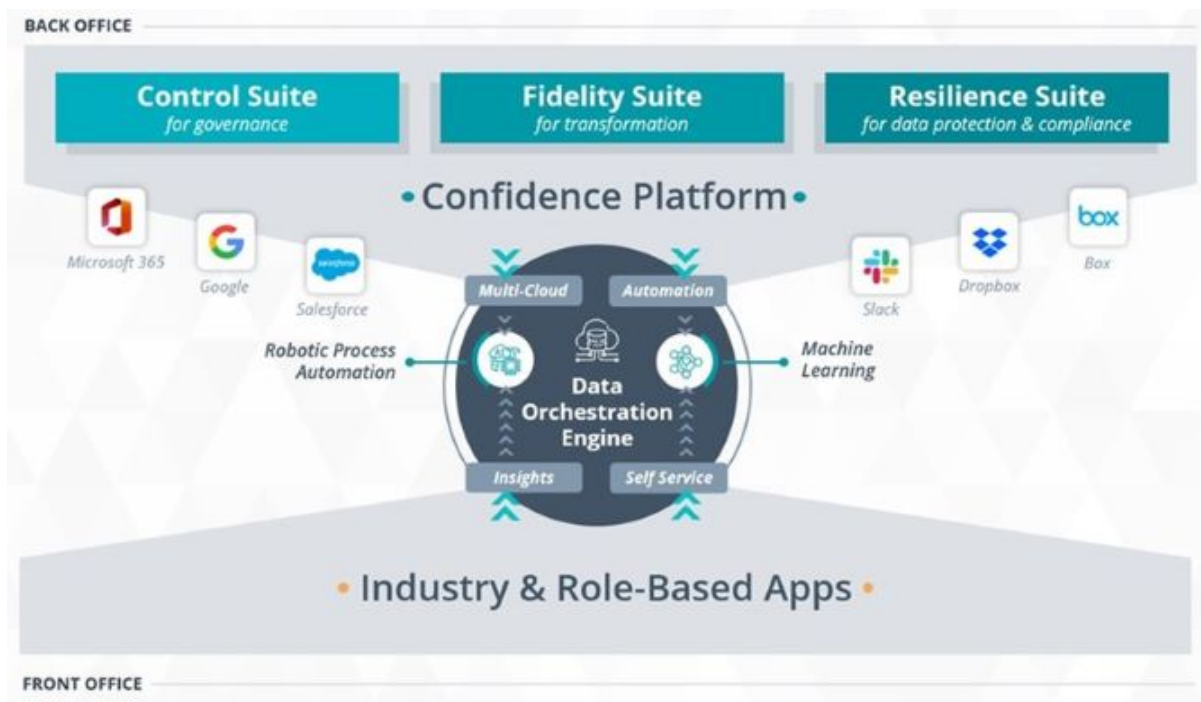 BACK OFFICE
Control Suite
for governance
Fidelity Suite
for transformation
Resilience Suite
for data protection & compliance
• Confidence Platform •
Microsoft 365
Google
salesforce
Salesforce
Slack
Dropbox
box
Box
Multi-Cloud
Automation
Robotic Process
Automation
Machine
Learning
Data
Orchestration
Engine
Insights
Self Service
• Industry & Role-Based Apps •
FRONT OFFICE